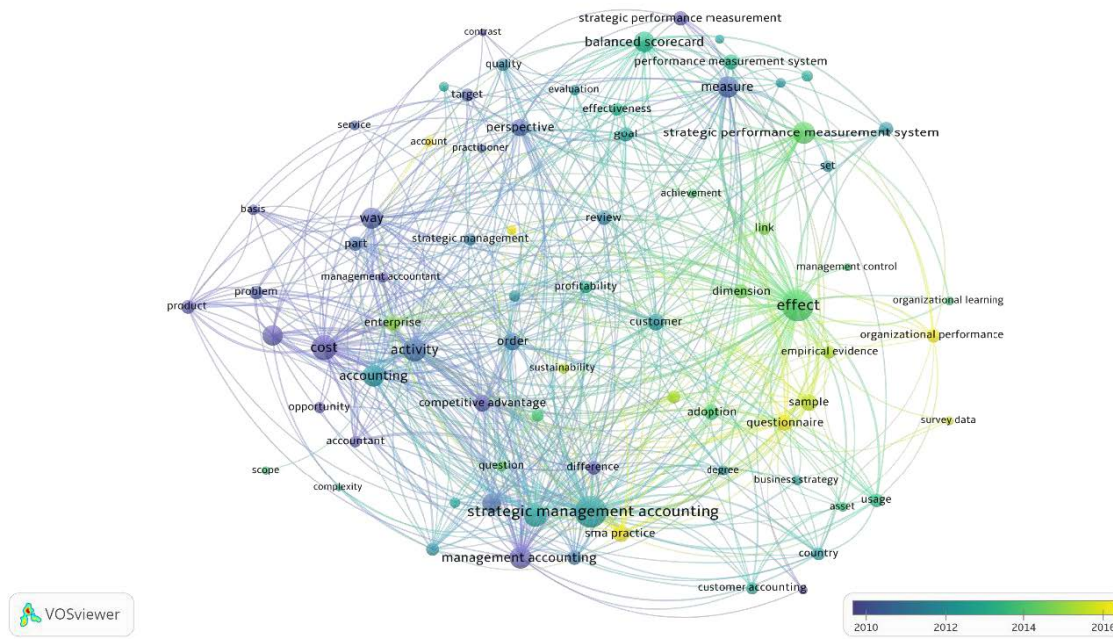 strategic performance measurement
contrast
balanced scorecard
quality
performance measurement system
measure
target
evaluation
effectiveness
service
perspective
goal
strategic performance measurement system
account
practitioner
set
achievement
basis
way
review
link
part
strategic management
management control
management accountant
problem
profitability
dimension
product
effect
organizational learning
enterprise
customer
organizational performance
cost
activity
order
empirical evidence
accounting
sustainability
opportunity
competitive advantage
adoption
sample
questionnaire
survey data
accountant
scope
question
difference
degree
complexity
business strategy
strategic management accounting
asset
usage
sma practice
management accounting
country
customer accounting
VOSviewer
2010 2012 2014 2016